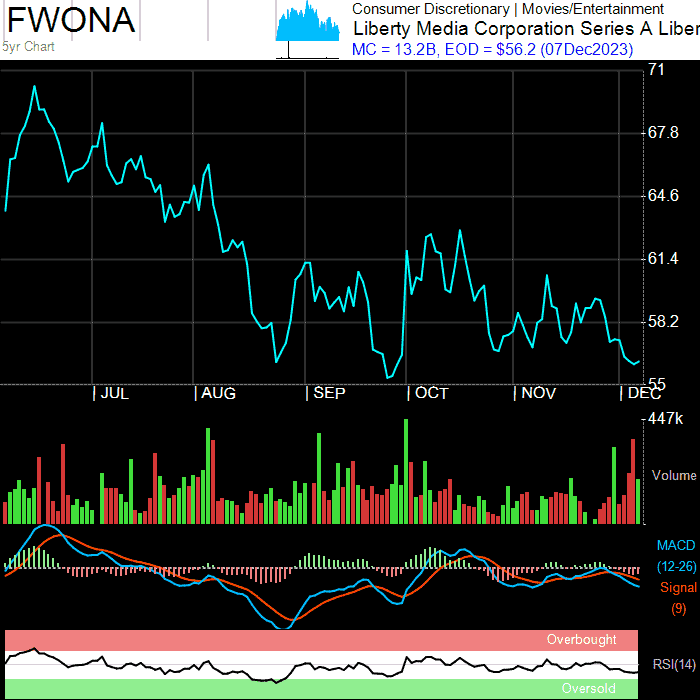 FWONA
5yr Chart
Consumer Discretionary | Movies/Entertainment
Liberty Media Corporation Series A Liber
MC = 13.2B, EOD = $56.2 (07Dec2023)
71
67.8
64.6
61.4
58.2
55
JUL AUG SEP OCT NOV DEC
447k
Volume
MACD
(12-26)
Signal
(9)
Overbought
RSI(14)
Oversold